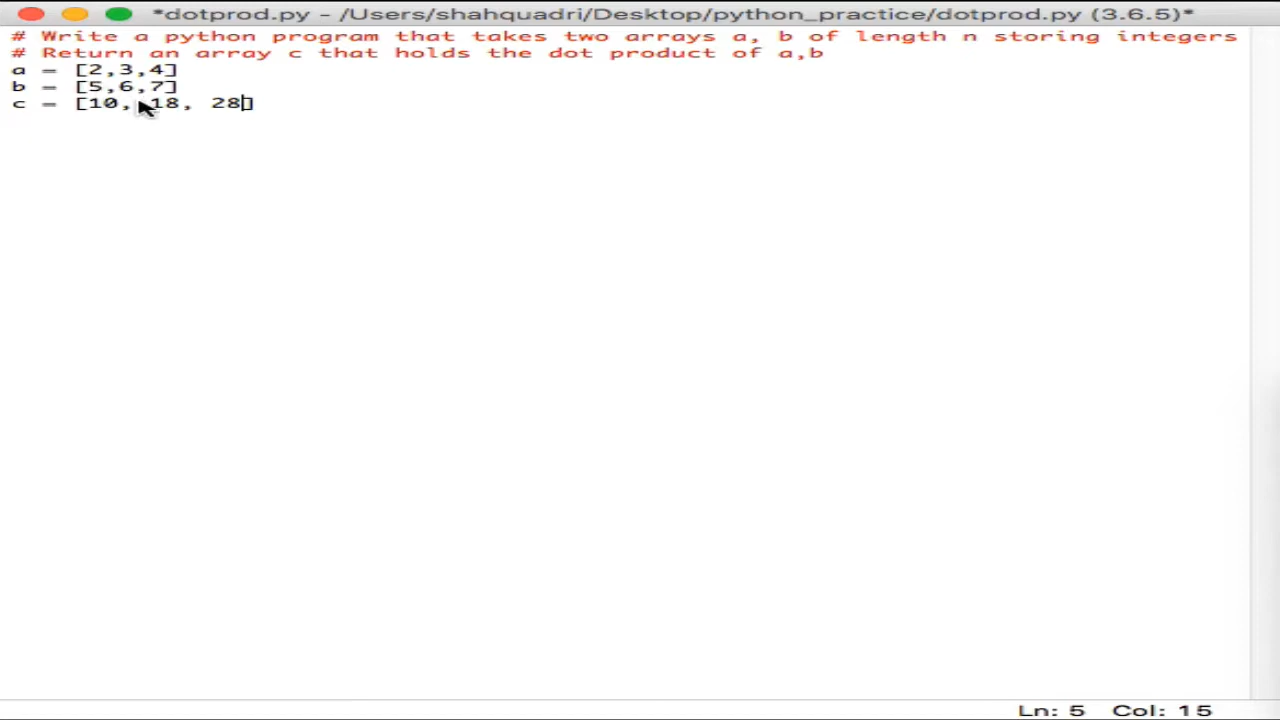 *dotprod.py - /Users/shahquadri/Desktop/python_practice/dotprod.py (3.6.5)*
# Write a python program that takes two arrays a, b of length n storing integers
# Return an array c that holds the dot product of a,b
a = [2,3,4]
b = [5,6,7]
c = [10, 18, 28]
Ln: 5 Col: 15